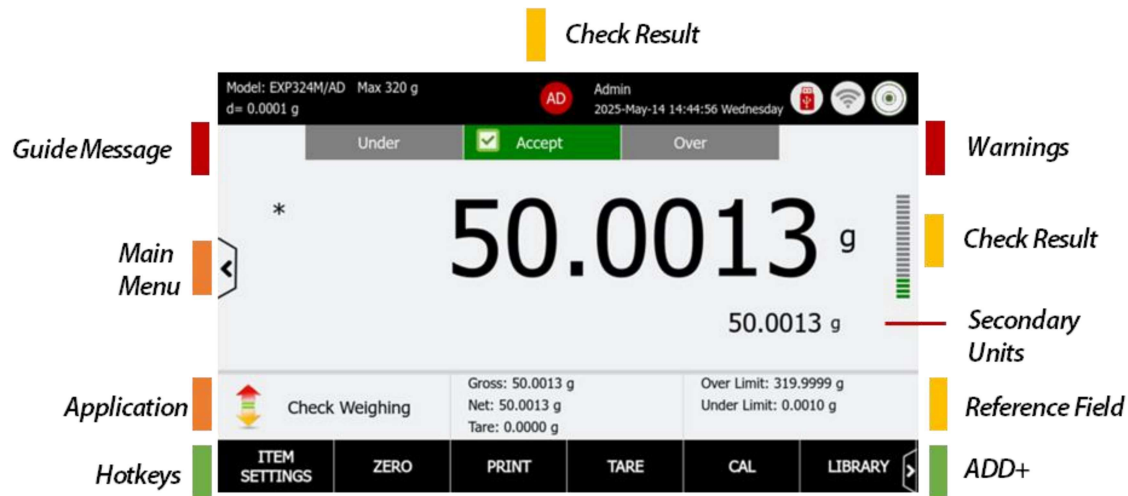 Check Result
Model: EXP324M/AD Max 320 g
d= 0.0001 g
AD
Admin
2025-May-14 14:44:56 Wednesday
Guide Message
Under
Accept
Over
Warnings
*
50.0013 g
Check Result
Main
Menu
50.0013 g
Secondary
Units
Application
Check Weighing
Gross: 50.0013 g
Net: 50.0013 g
Tare: 0.0000 g
Over Limit: 319.9999 g
Under Limit: 0.0010 g
Reference Field
Hotkeys
ITEM
SETTINGS
ZERO
PRINT
TARE
CAL
LIBRARY
ADD+